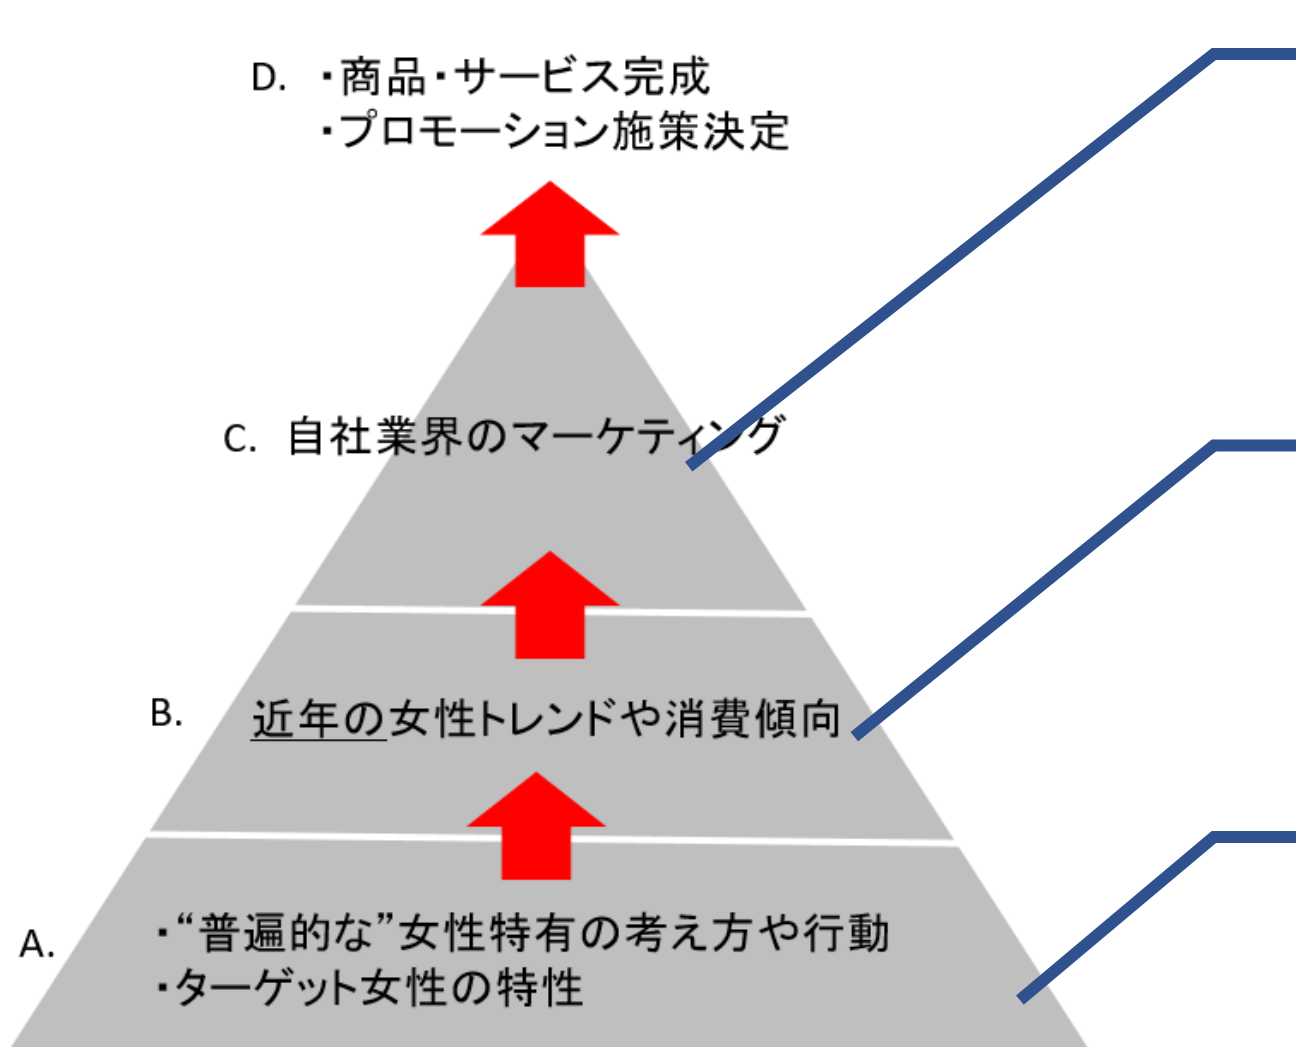 D. ・商品・サービス完成
・プロモーション施策決定
C. 自社業界のマーケティング
B. 近年の女性トレンドや消費傾向
A. ・“普遍的な”女性特有の考え方や行動
・ターゲット女性の特性